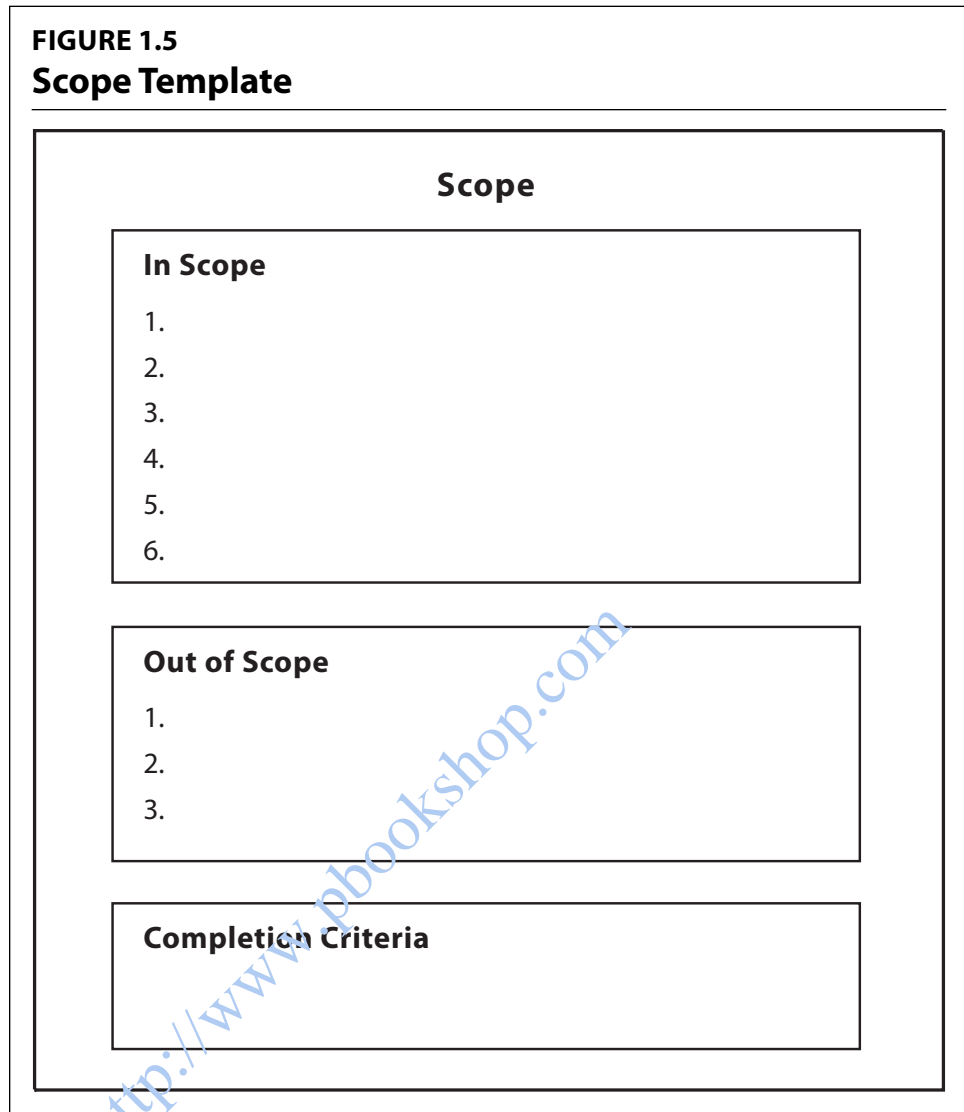 FIGURE 1.5
Scope Template
Scope
In Scope
1.
2.
3.
4.
5.
6.
Out of Scope
1.
2.
3.
Completion Criteria
http://www.pbookshop.com